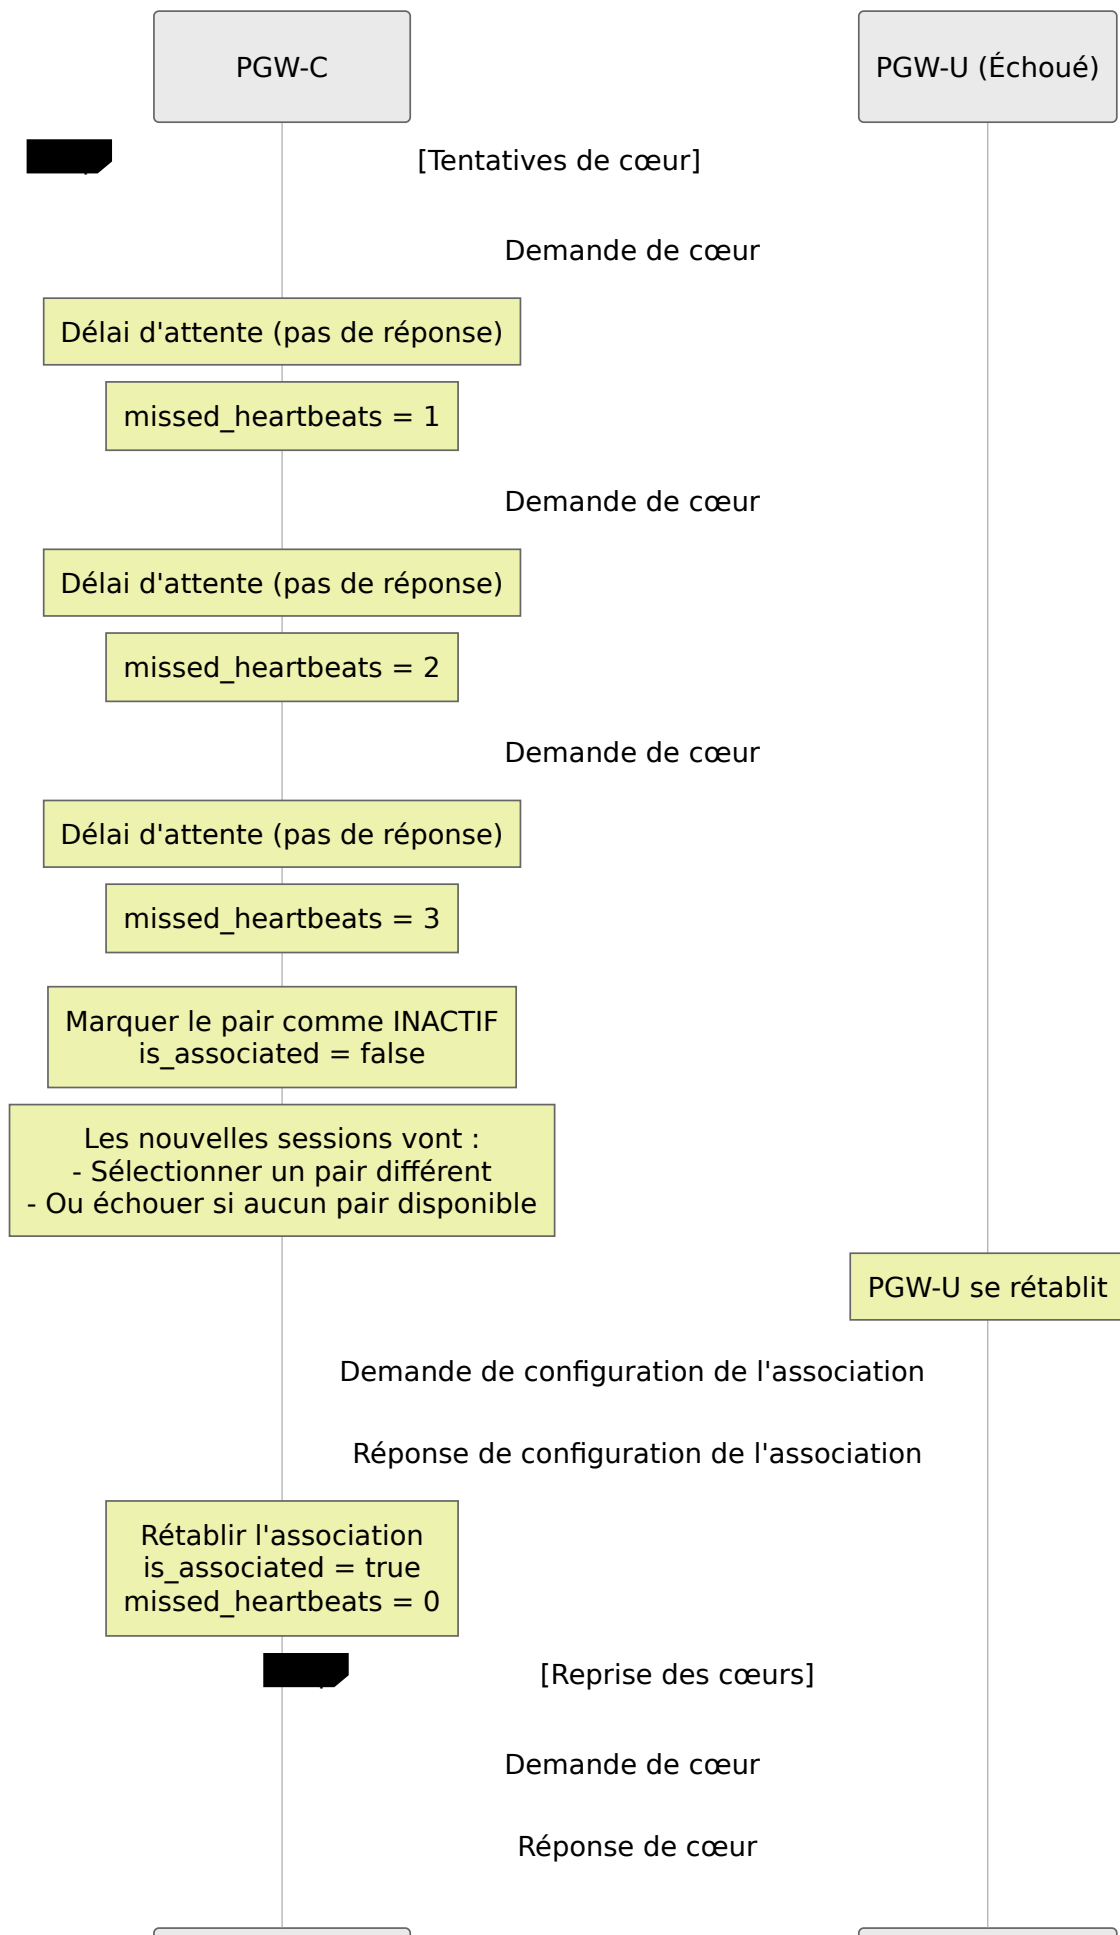 PGW-C
PGW-U (Échoué)
[Tentatives de cœur]
Demande de cœur
Délai d'attente (pas de réponse)
missed_heartbeats = 1
Demande de cœur
Délai d'attente (pas de réponse)
missed_heartbeats = 2
Demande de cœur
Délai d'attente (pas de réponse)
missed_heartbeats = 3
Marquer le pair comme INACTIF
is_associated = false
Les nouvelles sessions vont :
- Sélectionner un pair différent
- Ou échouer si aucun pair disponible
PGW-U se rétablit
Demande de configuration de l'association
Réponse de configuration de l'association
Rétablir l'association
is_associated = true
missed_heartbeats = 0
[Reprise des cœurs]
Demande de cœur
Réponse de cœur